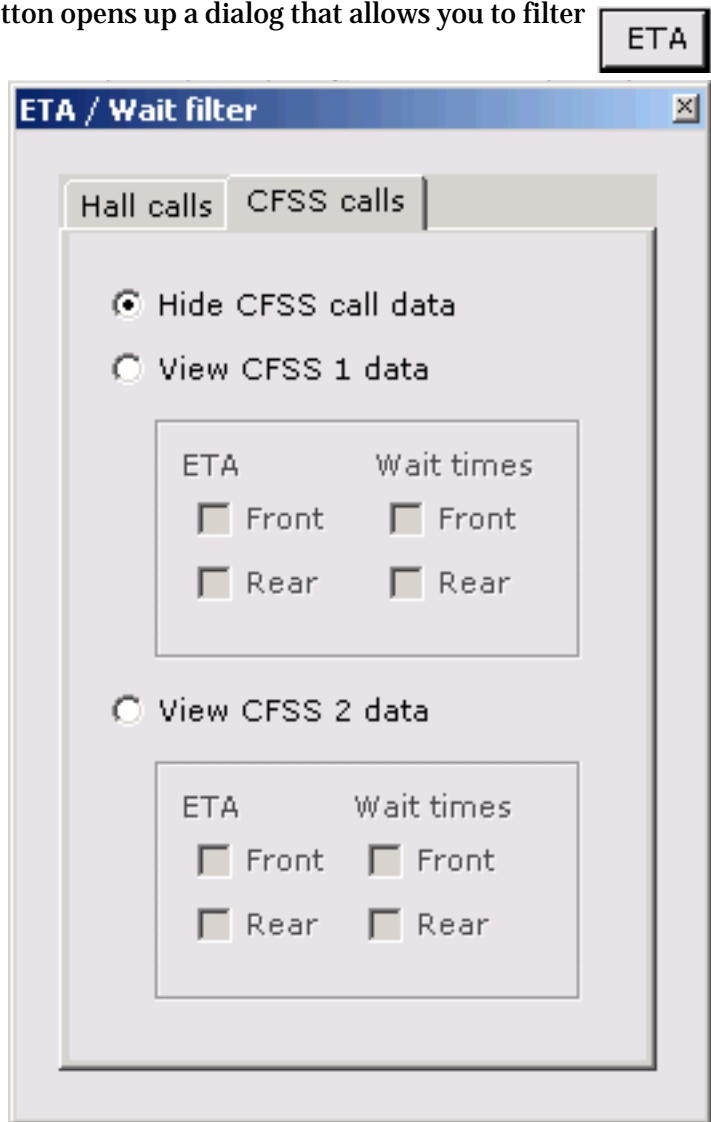 tton opens up a dialog that allows you to filter
ETA
ETA / Wait filter
Hall calls CFSS calls
Hide CFSS call data
View CFSS 1 data
ETA Wait times
Front Front
Rear Rear
View CFSS 2 data
ETA Wait times
Front Front
Rear Rear